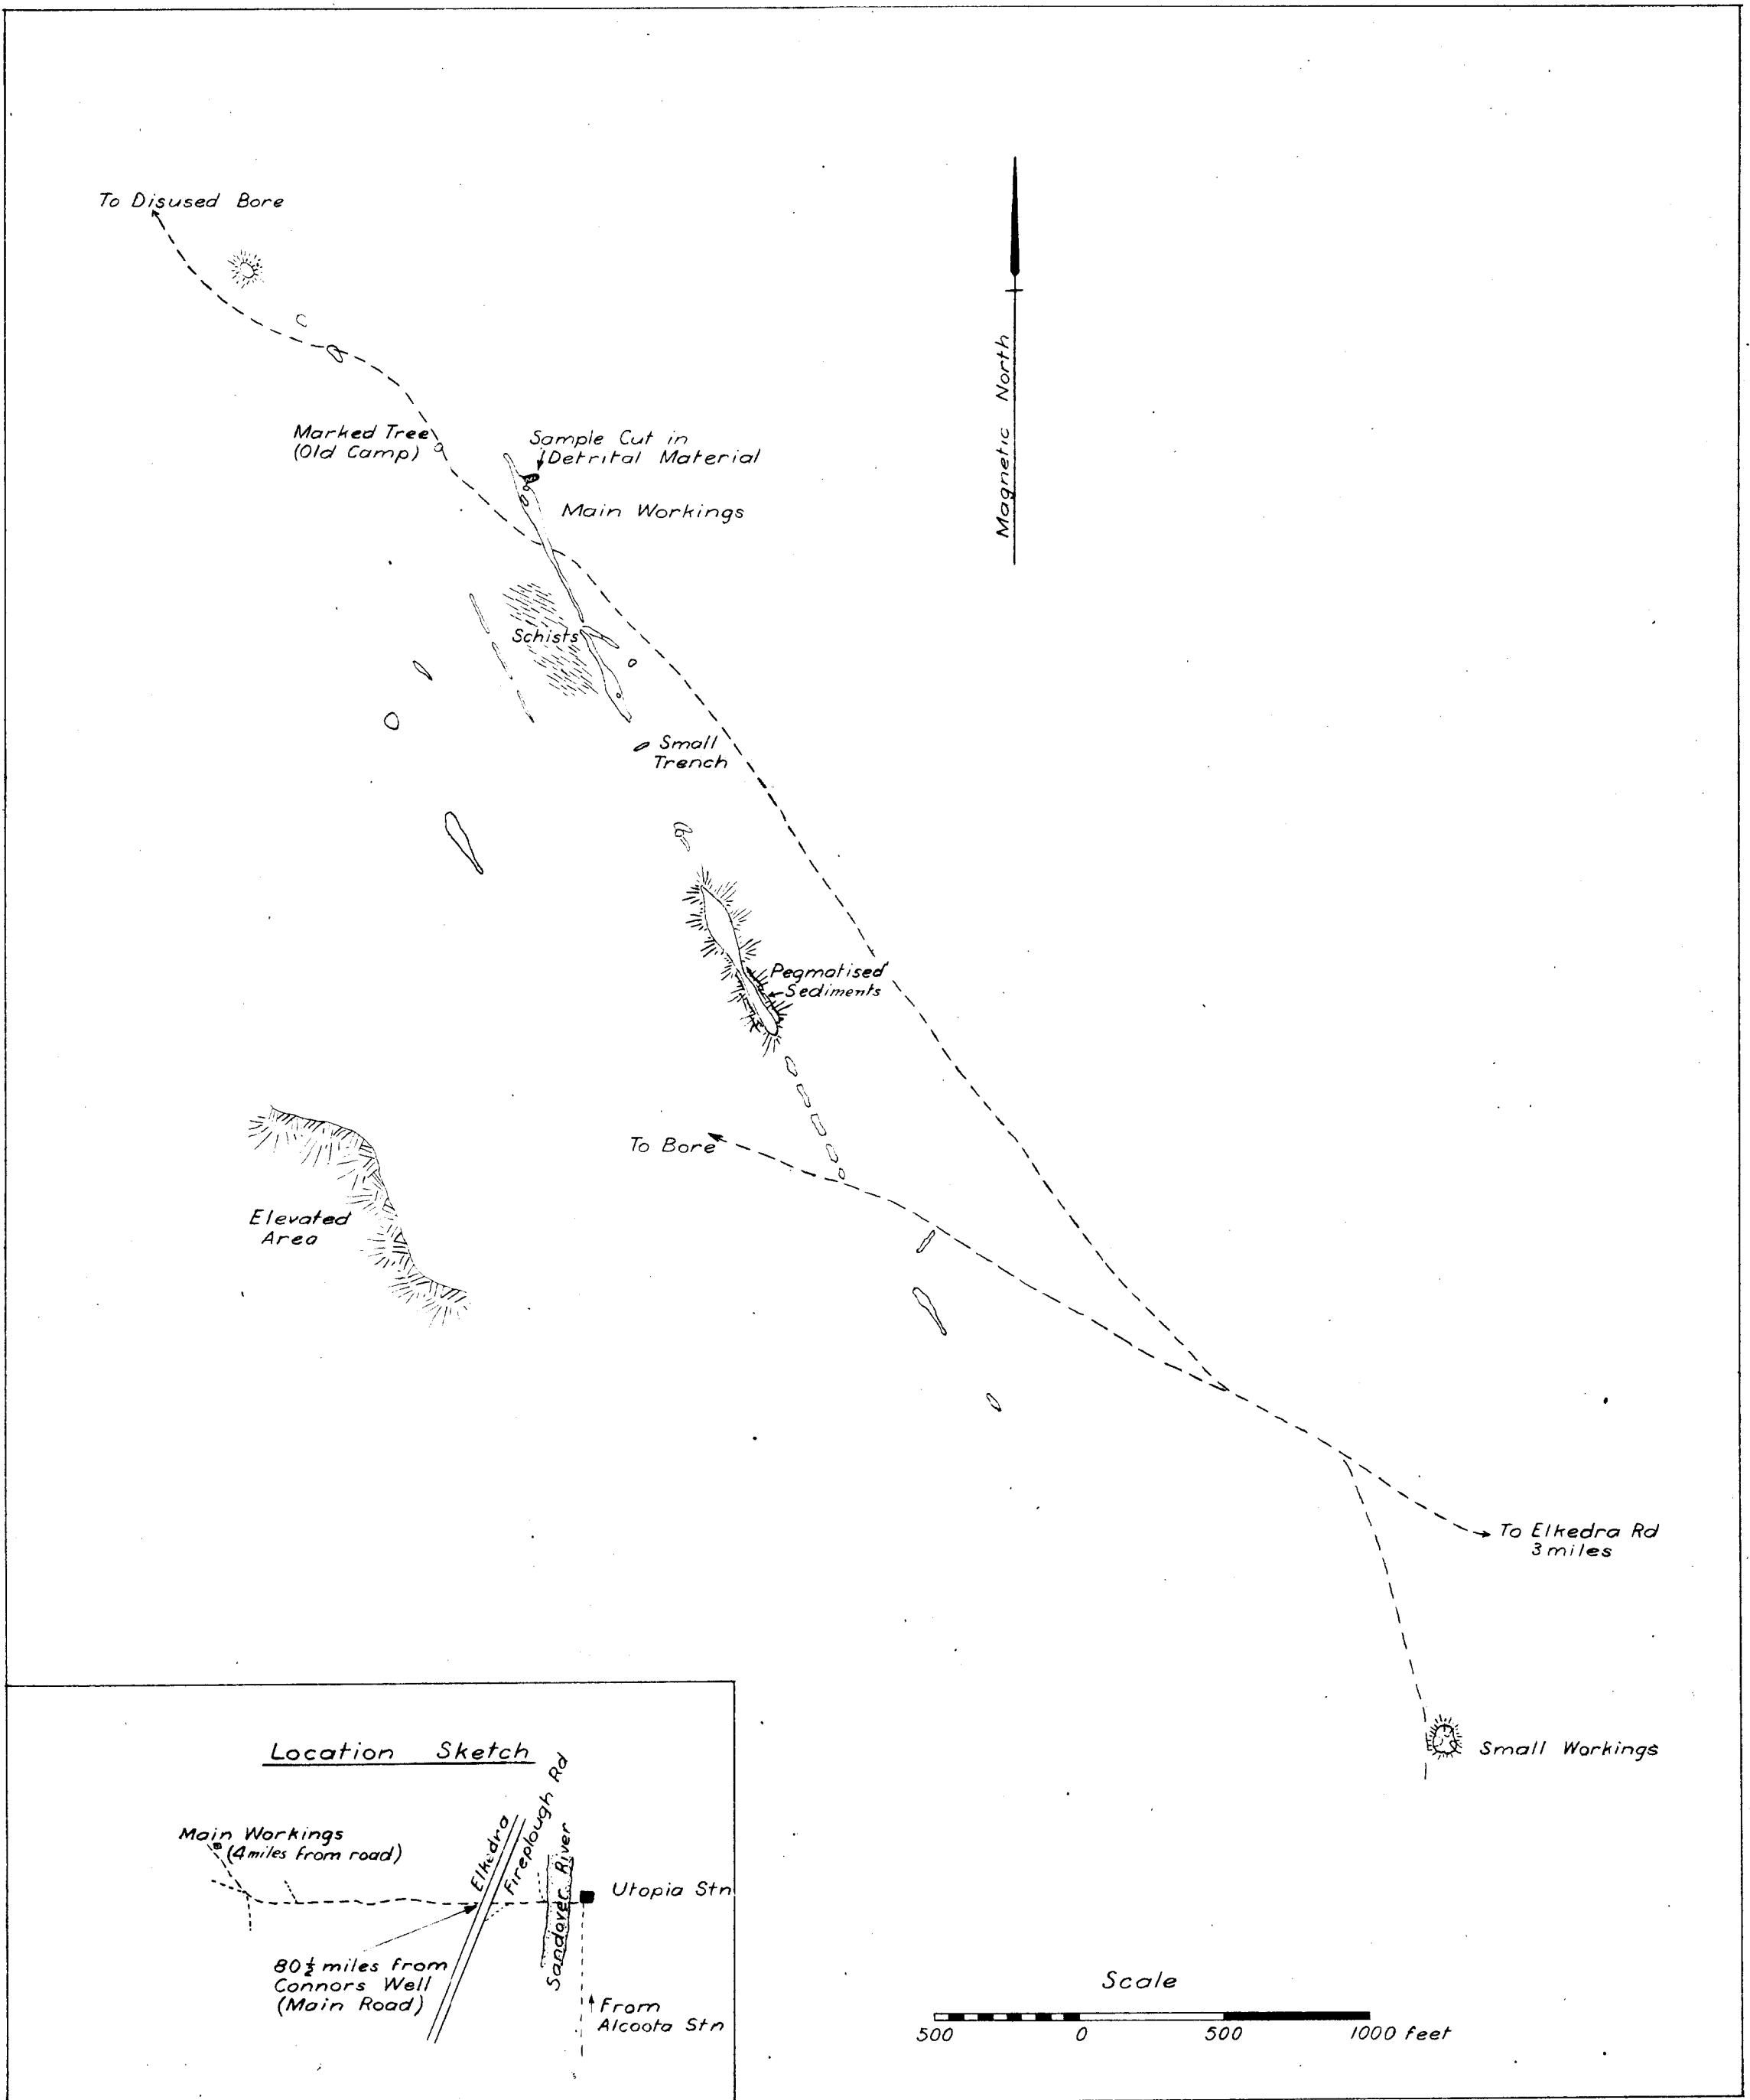 To Disused Bore
Magnetic North
Marked Tree
(Old Camp)
Sample Cut in
Detrital Material
Main Workings
Schists
Small
Trench
Pegmatised
Sediments
To Bore
Elevated
Area
To Elkedra Rd
3 miles
Small Workings
Location Sketch
Main Workings
(4 miles from road)
Elkedra
Fireplough Rd
Sandover River
Utopia Stn
80½ miles from
Connors Well
(Main Road)
From
Alcoota Stn
Scale
500 0 500 1000 feet